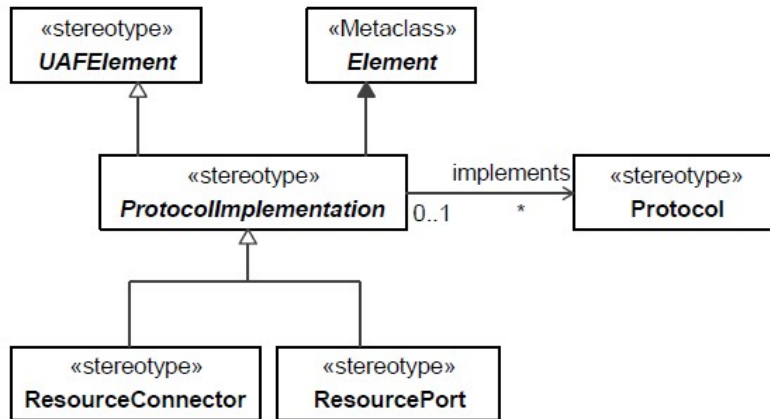 «stereotype»
UAFElement
«Metaclass»
Element
«stereotype»
ProtocolImplementation
implements
0..1
*
«stereotype»
Protocol
«stereotype»
ResourceConnector
«stereotype»
ResourcePort